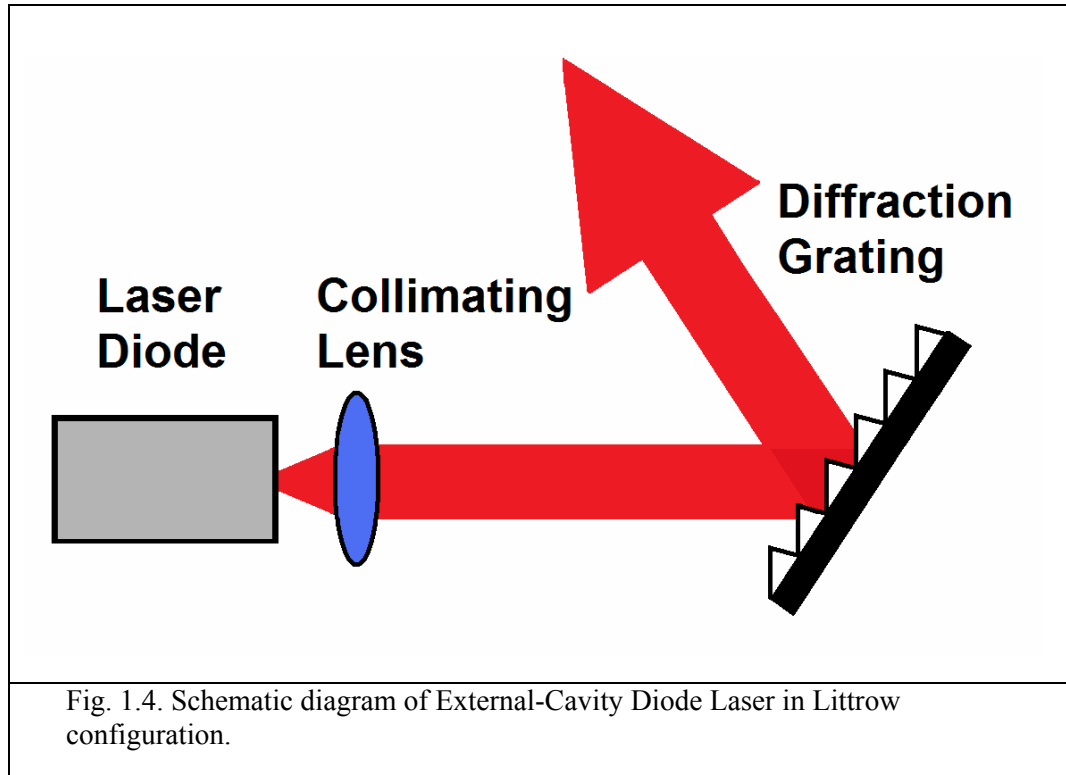 Diffraction
Grating
Laser
Diode
Collimating
Lens
Fig. 1.4. Schematic diagram of External-Cavity Diode Laser in Littrow
configuration.